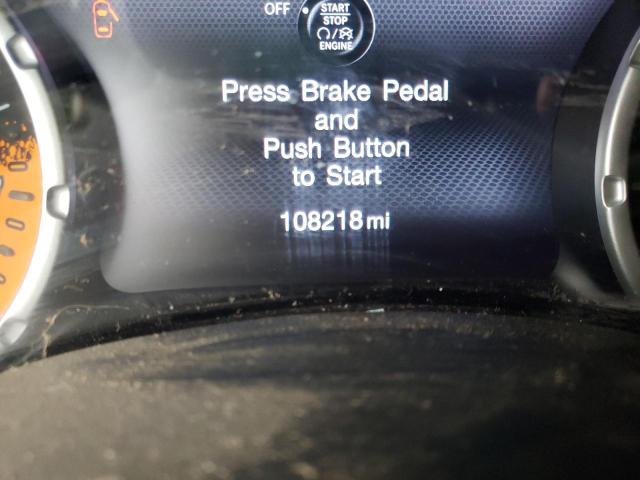 OFF
START
STOP
ENGINE
Press Brake Pedal
and
Push Button
to Start
108218 mi